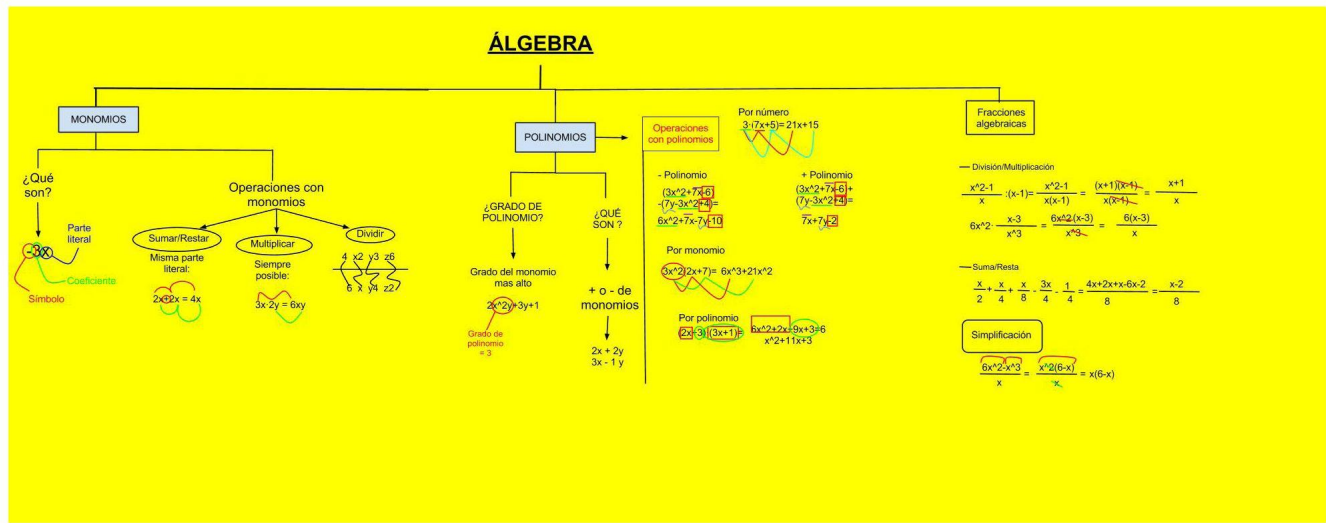 ÁLGEBRA
MONOMIOS
¿Qué
son?
-3x
Parte
literal
Coeficiente
Símbolo
Operaciones con
monomios
Sumar/Restar
Misma parte
literal:
2x+2x = 4x
Multiplicar
Siempre
posible:
3x·2y = 6xy
Dividir
4 x2 y3 z6
6 x y4 z2
POLINOMIOS
¿GRADO DE
POLINOMIO?
Grado del monomio
mas alto
2x^2y+3y+1
Grado de
polinomio
= 3
¿QUÉ
SON ?
+ o - de
monomios
2x + 2y
3x - 1 y
Operaciones
con polinomios
Por número
3·(7x+5)= 21x+15
- Polinomio
(3x^2+7x-6)
-(7y-3x^2+4)=
6x^2+7x-7y-10
+ Polinomio
(3x^2+7x-6)+
(7y-3x^2+4)=
7x+7y-2
Por monomio
3x^2(2x+7)= 6x^3+21x^2
Por polinomio
(2x+3)·(3x+1)=
6x^2+2x+9x+3=6
x^2+11x+3
Fracciones
algebraicas
División/Multiplicación
x^2-1 x^2-1 (x+1)(x-1) x+1
:(x-1)= = =
x x(x-1) x(x-1) x
x-3 6x^2·(x-3) 6(x-3)
6x^2· = =
x^3 x^3 x
Suma/Resta
x x x 3x 1 4x+2x+x-6x-2 x-2
+ + - - = =
2 4 8 4 4 8 8
Simplificación
6x^2-x^3 x^2(6-x)
= = x(6-x)
x x